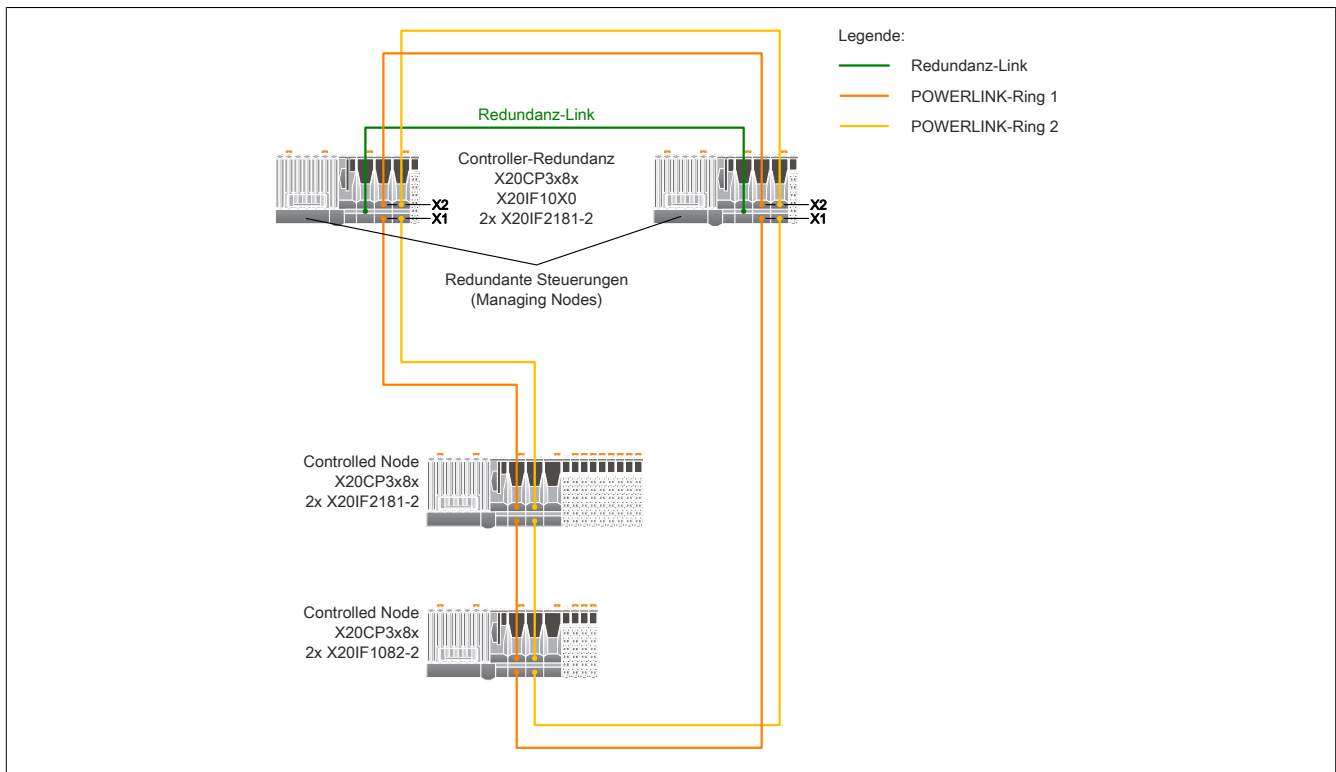 Legende:
Redundanz-Link
POWERLINK-Ring 1
POWERLINK-Ring 2
Redundanz-Link
Controller-Redundanz
X20CP3x8x
X20IF10X0
2x X20IF2181-2
X2
X1
X2
X1
Redundante Steuerungen
(Managing Nodes)
Controlled Node
X20CP3x8x
2x X20IF2181-2
Controlled Node
X20CP3x8x
2x X20IF1082-2